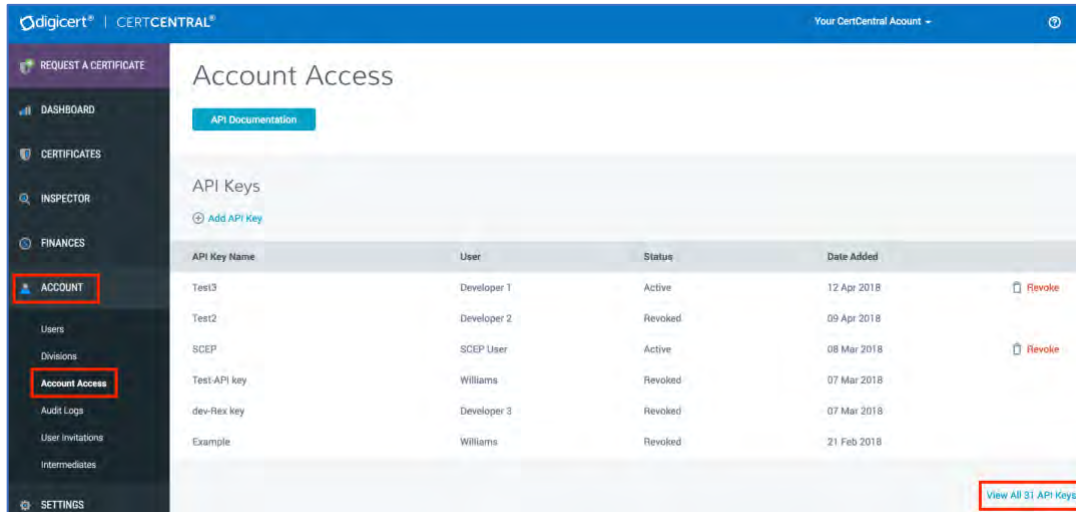 digicert® | CERTCENTRAL®
Your CertCentral Acount
REQUEST A CERTIFICATE
DASHBOARD
CERTIFICATES
INSPECTOR
FINANCES
ACCOUNT
Users
Divisions
Account Access
Audit Logs
User Invitations
Intermediates
SETTINGS
Account Access
API Documentation
API Keys
Add API Key
API Key Name User Status Date Added
Test3 Developer 1 Active 12 Apr 2018 Revoke
Test2 Developer 2 Revoked 09 Apr 2018
SCEP SCEP User Active 08 Mar 2018 Revoke
Test-API key Williams Revoked 07 Mar 2018
dev-Rex key Developer 3 Revoked 07 Mar 2018
Example Williams Revoked 21 Feb 2018
View All 31 API Keys